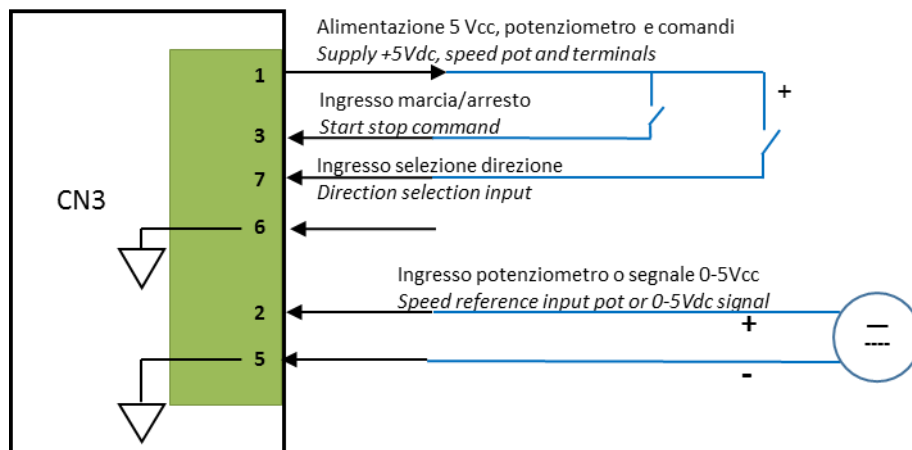 Alimentazione 5 Vcc, potenziometro e comandi
Supply +5Vdc, speed pot and terminals
1
+
Ingresso marcia/arresto
Start stop command
3
Ingresso selezione direzione
7
Direction selection input
CN3
6
Ingresso potenziometro o segnale 0-5Vcc
Speed reference input pot or 0-5Vdc signal
2
+
5
-